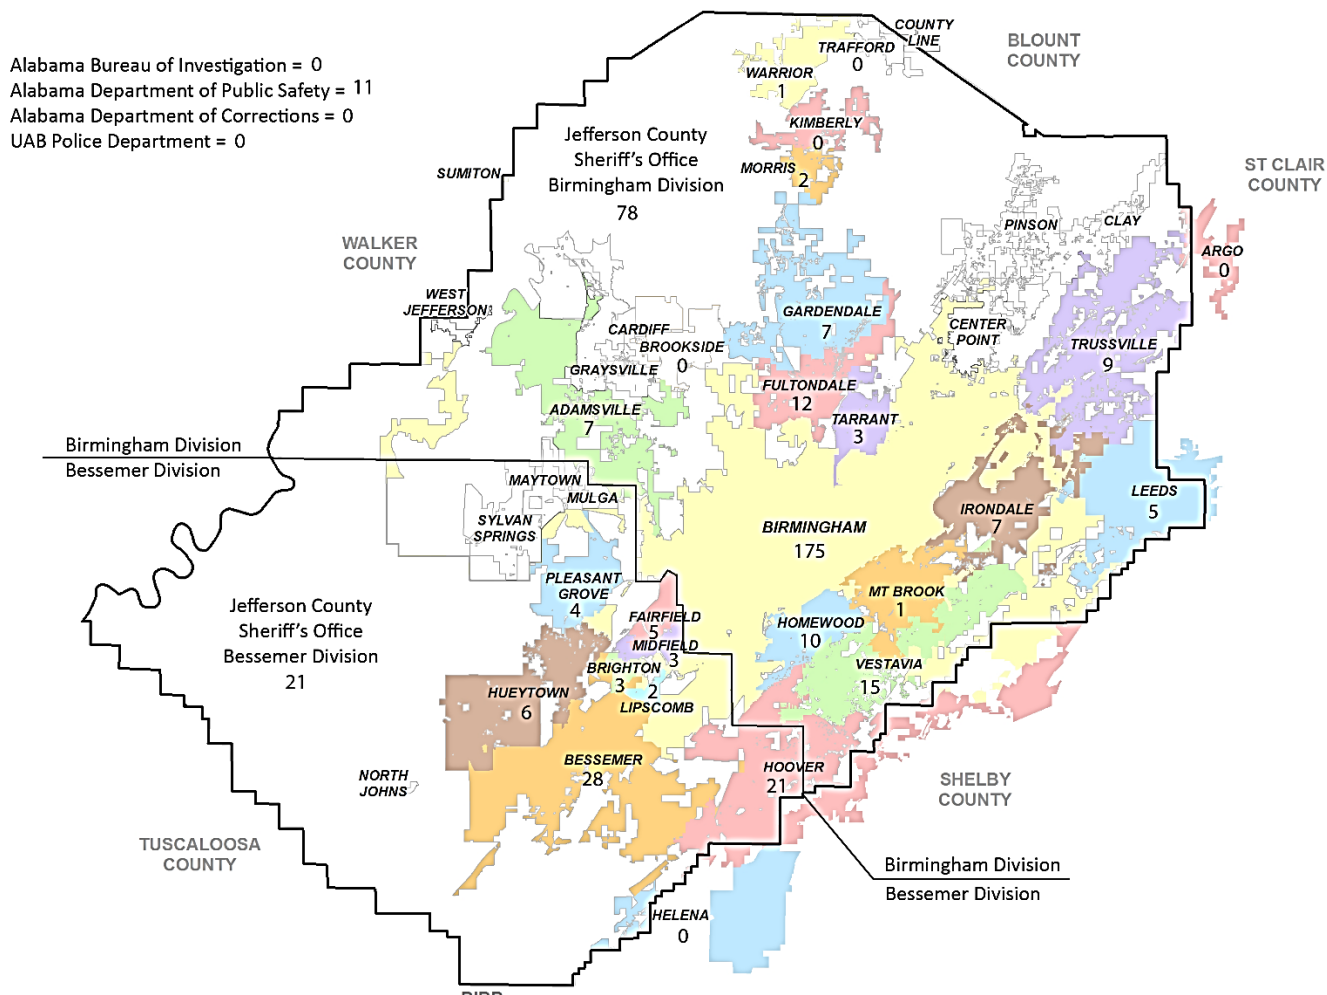 COUNTY
LINE
BLOUNT
COUNTY
TRAFFORD
0
Alabama Bureau of Investigation = 0
Alabama Department of Public Safety = 11
Alabama Department of Corrections = 0
UAB Police Department = 0
WARRIOR
1
KIMBERLY
0
Jefferson County
Sheriff's Office
Birmingham Division
78
MORRIS
2
SUMITON
ST CLAIR
COUNTY
PINSON
CLAY
WALKER
COUNTY
ARGO
0
WEST
JEFFERSON
GARDENDALE
7
CARDIFF
BROOKSIDE
0
CENTER
POINT
TRUSSVILLE
9
GRAYSVILLE
FULTONDALE
12
ADAMSVILLE
7
TARRANT
3
Birmingham Division
Bessemer Division
MAYTOWN
MULGA
SYLVAN
SPRINGS
LEEDS
5
IRONDALE
7
BIRMINGHAM
175
PLEASANT
GROVE
4
MT BROOK
1
Jefferson County
Sheriff's Office
Bessemer Division
21
FAIRFIELD
5
MIDFIELD
3
HOMEWOOD
10
BRIGHTON
3
2
LIPSCOMB
VESTAVIA
15
HUEYTOWN
6
BESSEMER
28
HOOVER
21
NORTH
JOHNS
SHELBY
COUNTY
TUSCALOOSA
COUNTY
Birmingham Division
Bessemer Division
HELENA
0